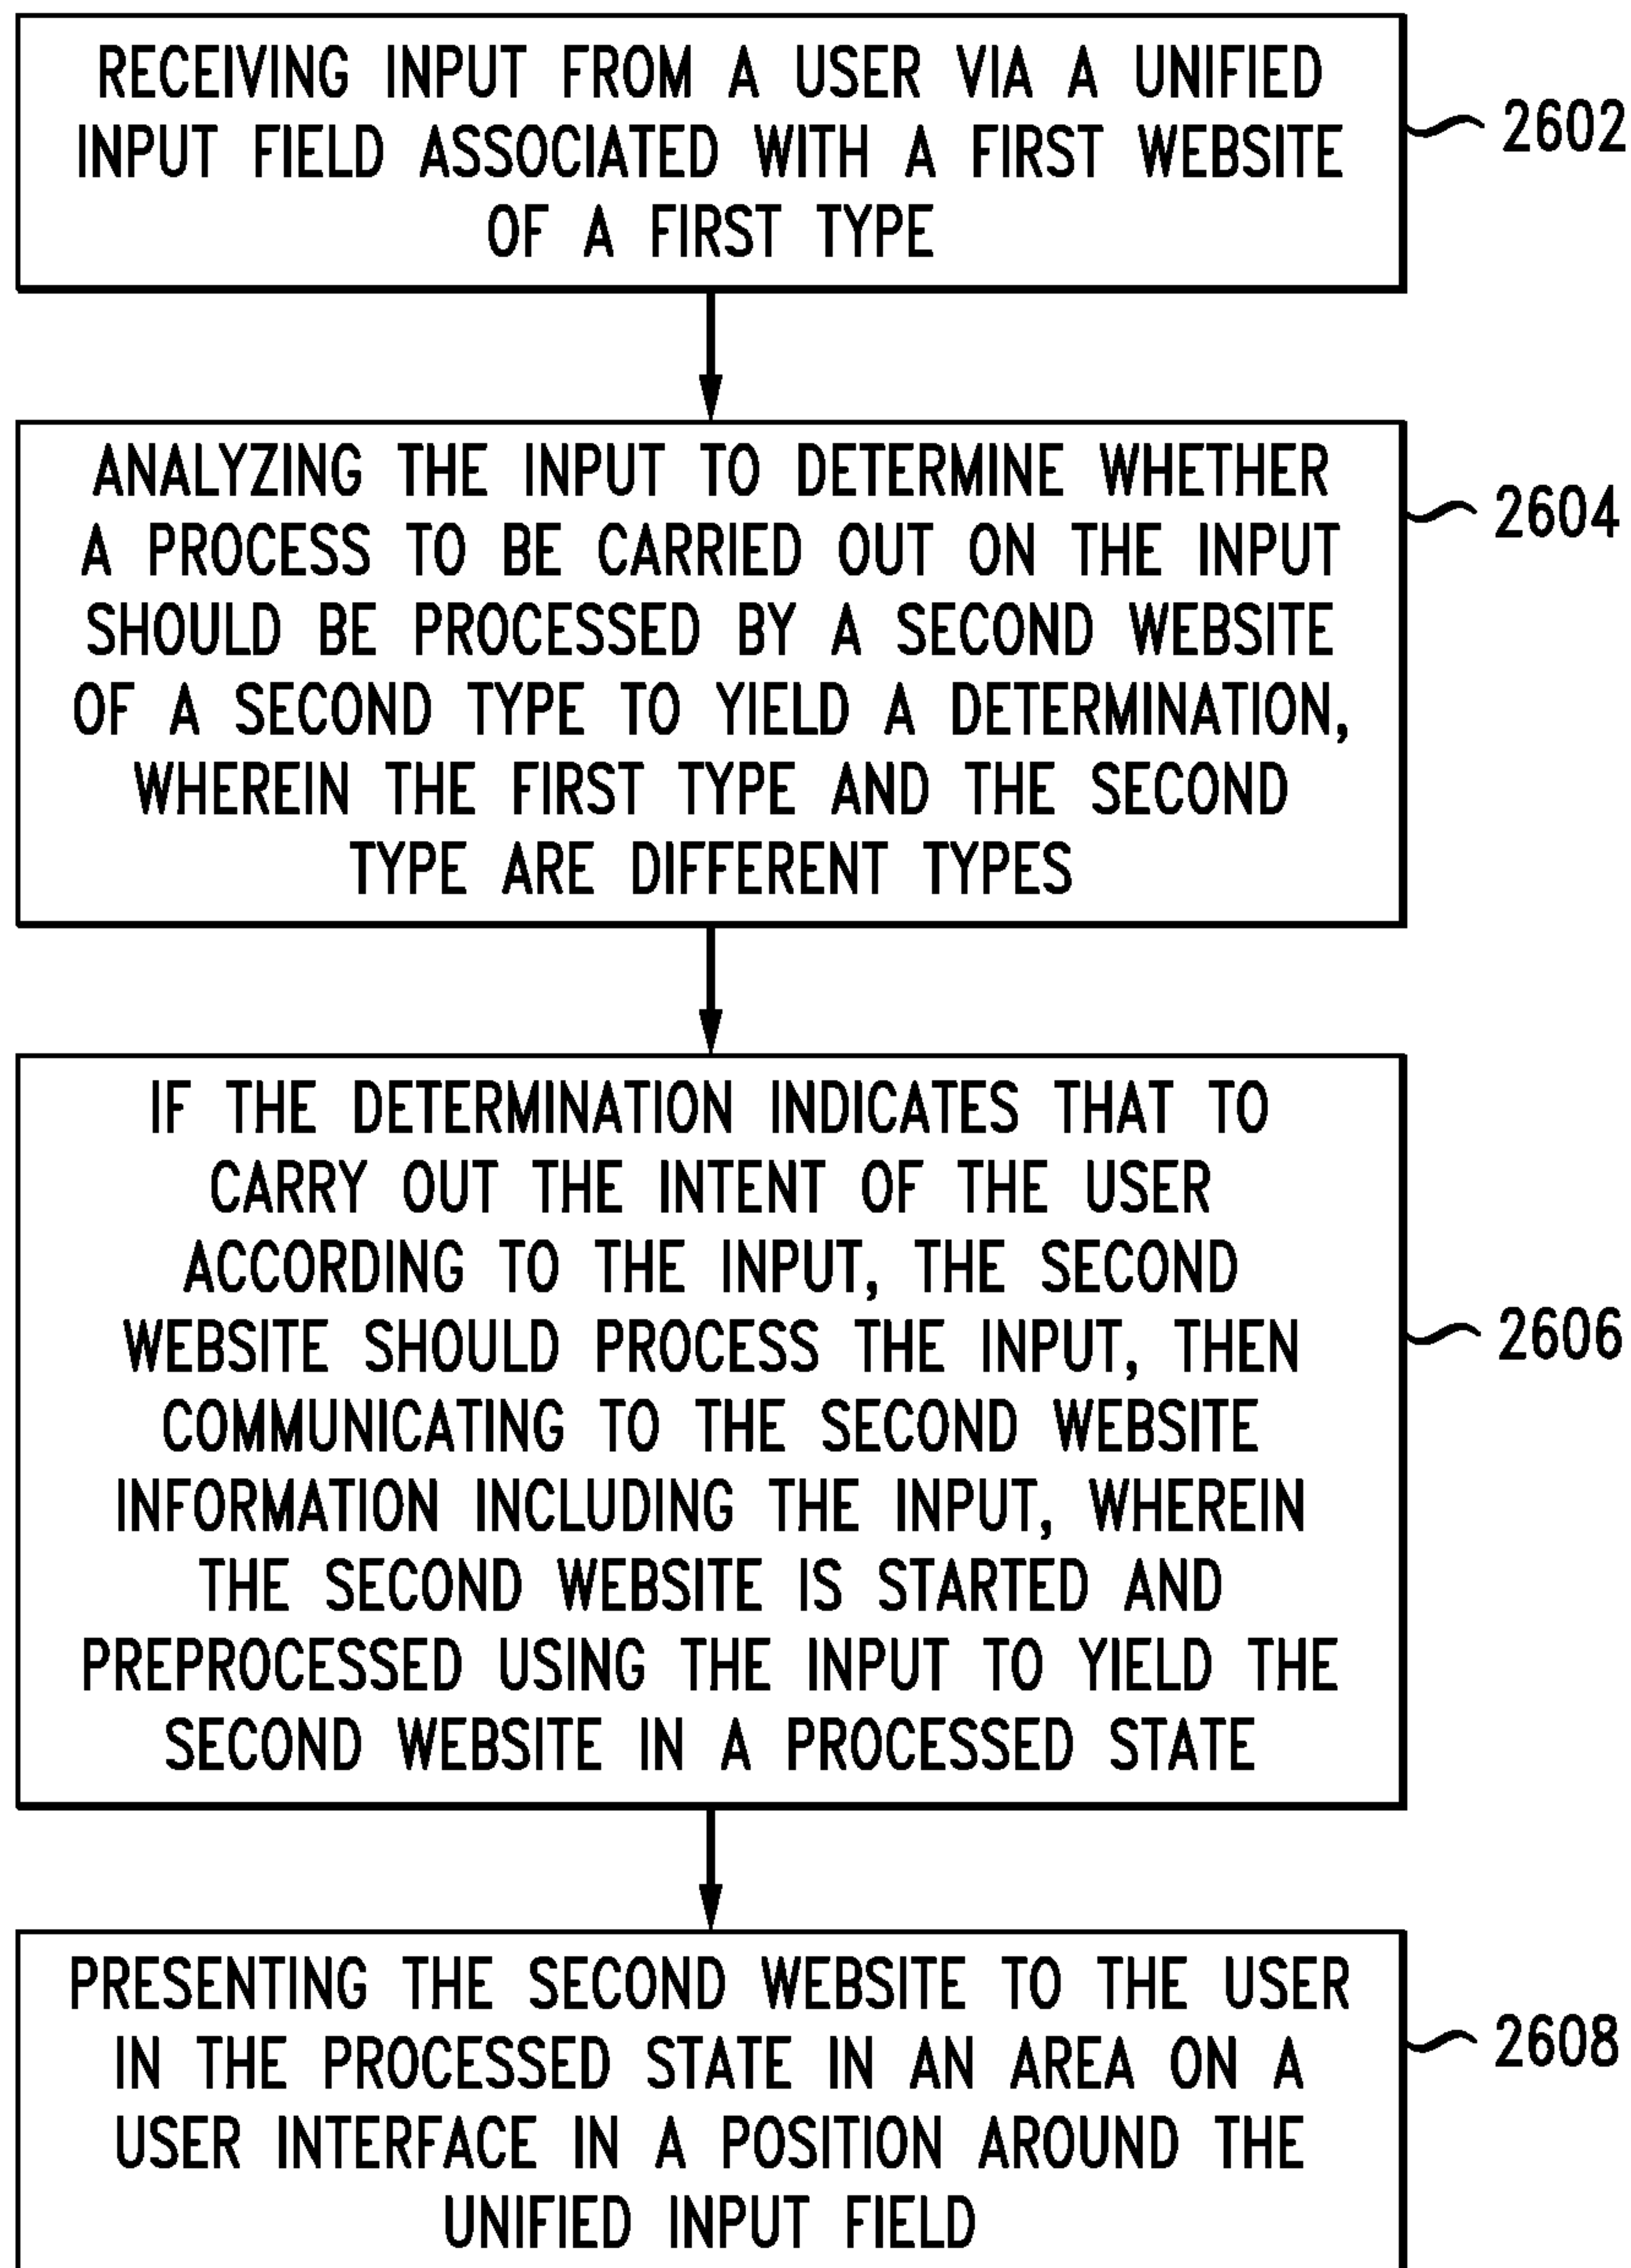 RECEIVING INPUT FROM A USER VIA A UNIFIED
INPUT FIELD ASSOCIATED WITH A FIRST WEBSITE
OF A FIRST TYPE
2602
ANALYZING THE INPUT TO DETERMINE WHETHER
A PROCESS TO BE CARRIED OUT ON THE INPUT
SHOULD BE PROCESSED BY A SECOND WEBSITE
OF A SECOND TYPE TO YIELD A DETERMINATION,
WHEREIN THE FIRST TYPE AND THE SECOND
TYPE ARE DIFFERENT TYPES
2604
IF THE DETERMINATION INDICATES THAT TO
CARRY OUT THE INTENT OF THE USER
ACCORDING TO THE INPUT, THE SECOND
WEBSITE SHOULD PROCESS THE INPUT, THEN
COMMUNICATING TO THE SECOND WEBSITE
INFORMATION INCLUDING THE INPUT, WHEREIN
THE SECOND WEBSITE IS STARTED AND
PREPROCESSED USING THE INPUT TO YIELD THE
SECOND WEBSITE IN A PROCESSED STATE
2606
PRESENTING THE SECOND WEBSITE TO THE USER
IN THE PROCESSED STATE IN AN AREA ON A
USER INTERFACE IN A POSITION AROUND THE
UNIFIED INPUT FIELD
2608